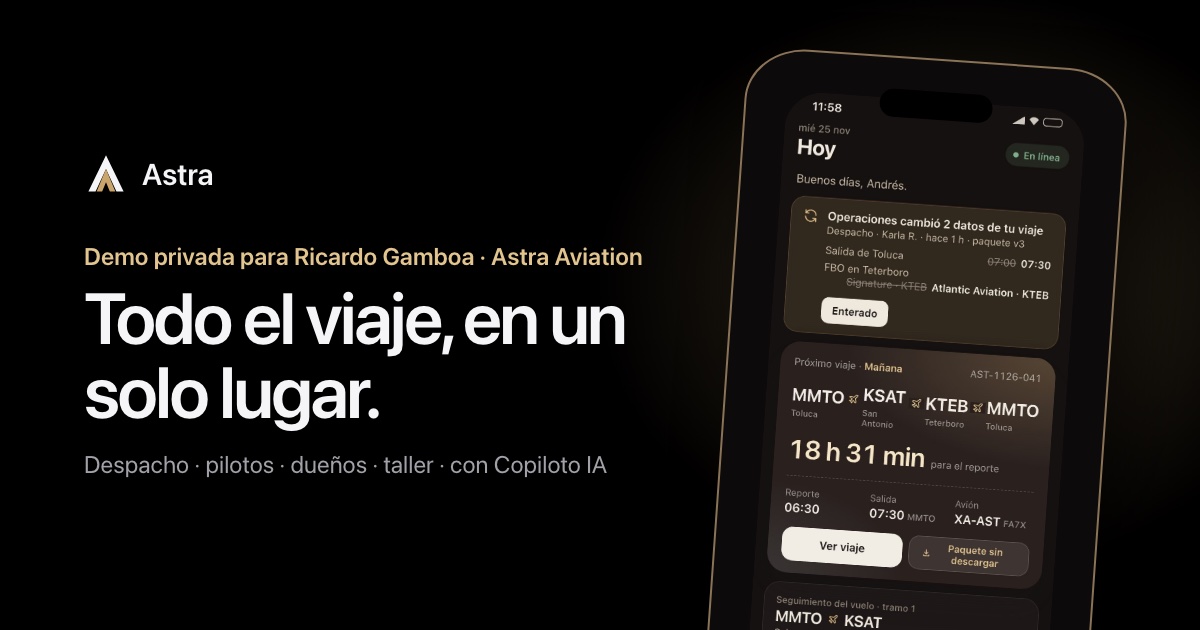 Astra
Demo privada para Ricardo Gamboa · Astra Aviation
Todo el viaje, en un
solo lugar.
Despacho · pilotos · dueños · taller · con Copiloto IA
11:58
mié 25 nov
Hoy
En línea
Buenos días, Andrés.
Operaciones cambió 2 datos de tu viaje
Despacho · Karla R. · hace 1 h · paquete v3
Salida de Toluca 07:00 07:30
FBO en Teterboro
Signature · KTEB Atlantic Aviation · KTEB
Enterado
Próximo viaje · Mañana AST-1126-041
MMTO KSAT KTEB MMTO
Toluca San Antonio Teterboro Toluca
18 h 31 min para el reporte
Reporte Salida Avión
06:30 07:30 MMTO XA-AST FA7X
Ver viaje
Paquete sin
descargar
Seguimiento del vuelo · tramo 1
MMTO KSAT